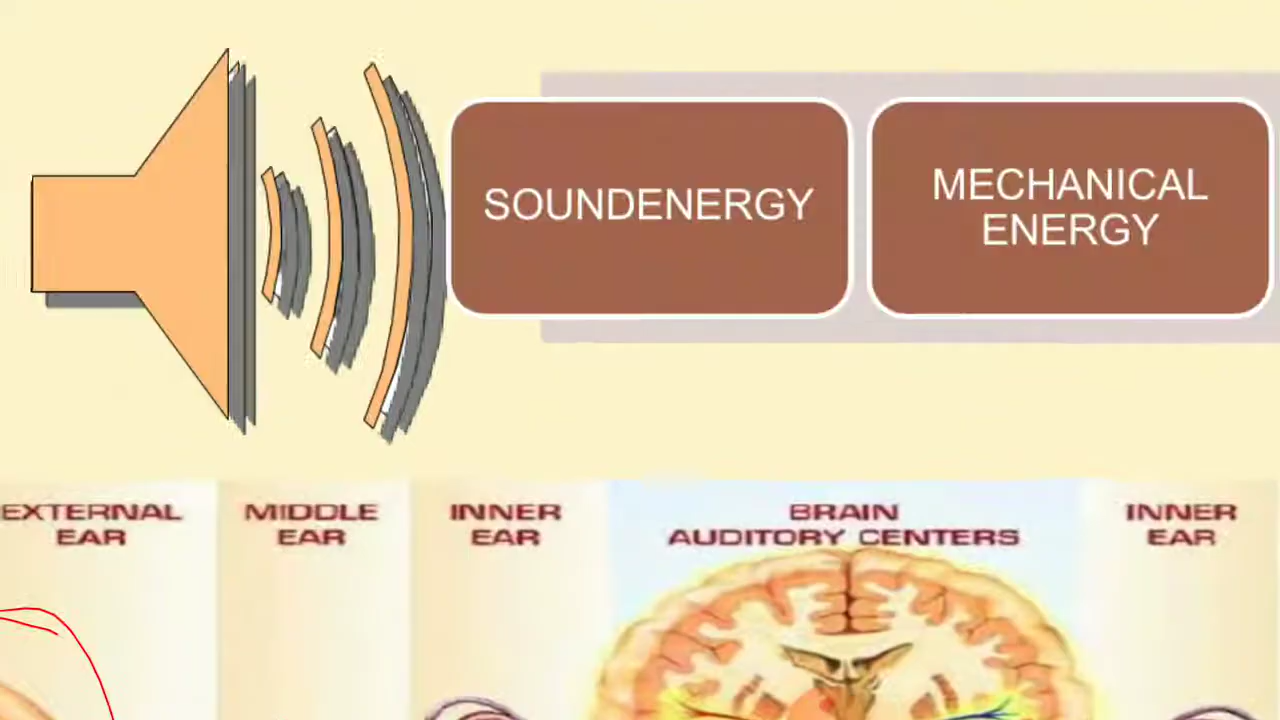 SOUNDENERGY
MECHANICAL
ENERGY
EXTERNAL
EAR
MIDDLE
EAR
INNER
EAR
BRAIN
AUDITORY CENTERS
INNER
EAR